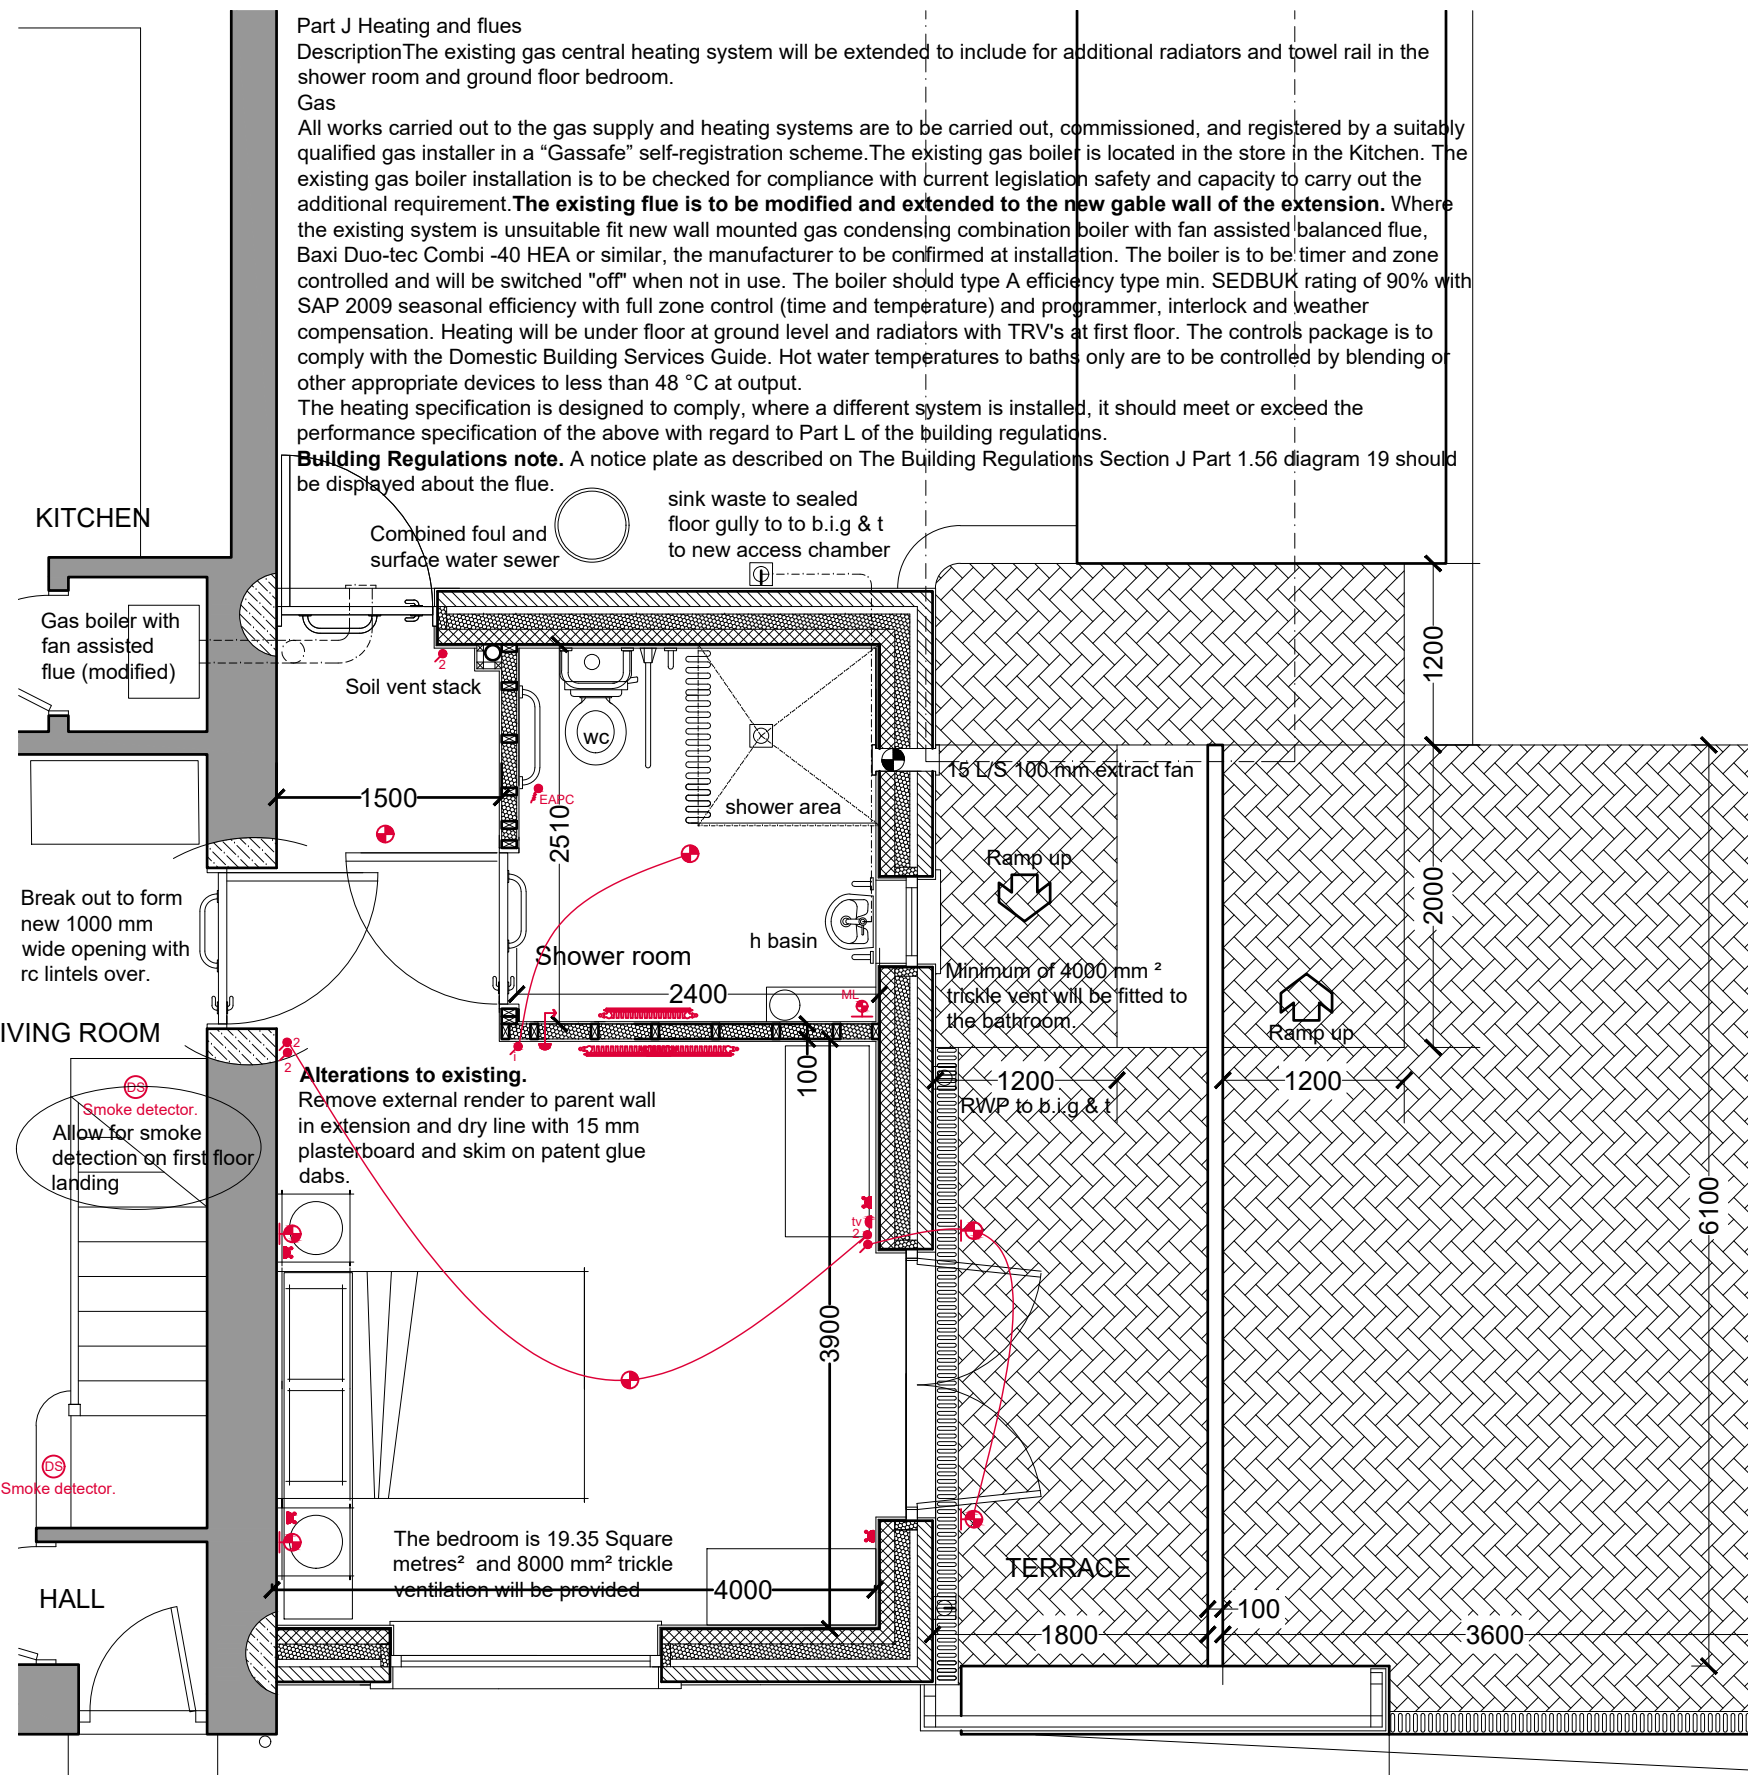 Part J Heating and flues
DescriptionThe existing gas central heating system will be extended to include for additional radiators and towel rail in the
shower room and ground floor bedroom.
Gas
All works carried out to the gas supply and heating systems are to be carried out, commissioned, and registered by a suitably
qualified gas installer in a “Gassafe” self-registration scheme.The existing gas boiler is located in the store in the Kitchen. The
existing gas boiler installation is to be checked for compliance with current legislation safety and capacity to carry out the
additional requirement.The existing flue is to be modified and extended to the new gable wall of the extension. Where
the existing system is unsuitable fit new wall mounted gas condensing combination boiler with fan assisted balanced flue,
Baxi Duo-tec Combi -40 HEA or similar, the manufacturer to be confirmed at installation. The boiler is to be timer and zone
controlled and will be switched "off" when not in use. The boiler should type A efficiency type min. SEDBUK rating of 90% with
SAP 2009 seasonal efficiency with full zone control (time and temperature) and programmer, interlock and weather
compensation. Heating will be under floor at ground level and radiators with TRV's at first floor. The controls package is to
comply with the Domestic Building Services Guide. Hot water temperatures to baths only are to be controlled by blending or
other appropriate devices to less than 48 °C at output.
The heating specification is designed to comply, where a different system is installed, it should meet or exceed the
performance specification of the above with regard to Part L of the building regulations.
Building Regulations note. A notice plate as described on The Building Regulations Section J Part 1.56 diagram 19 should
be displayed about the flue.
KITCHEN
Combined foul and
surface water sewer
sink waste to sealed
floor gully to to b.i.g & t
to new access chamber
Gas boiler with
fan assisted
flue (modified)
2
Soil vent stack
1200
wc
15 L/S 100 mm extract fan
1500
EAPC
shower area
2510
Ramp up
2000
Break out to form
new 1000 mm
wide opening with
rc lintels over.
h basin
Shower room
Minimum of 4000 mm ²
trickle vent will be fitted to
the bathroom.
2400
ML
Ramp up
IVING ROOM
2
2
1
100
1200
1200
RWP to b.i.g & t
Alterations to existing.
Remove external render to parent wall
in extension and dry line with 15 mm
plasterboard and skim on patent glue
dabs.
DS
Smoke detector.
Allow for smoke
detection on first floor
landing
6100
tv
2
3900
DS
Smoke detector.
The bedroom is 19.35 Square
metres² and 8000 mm² trickle
ventilation will be provided
4000
TERRACE
HALL
100
1800
3600